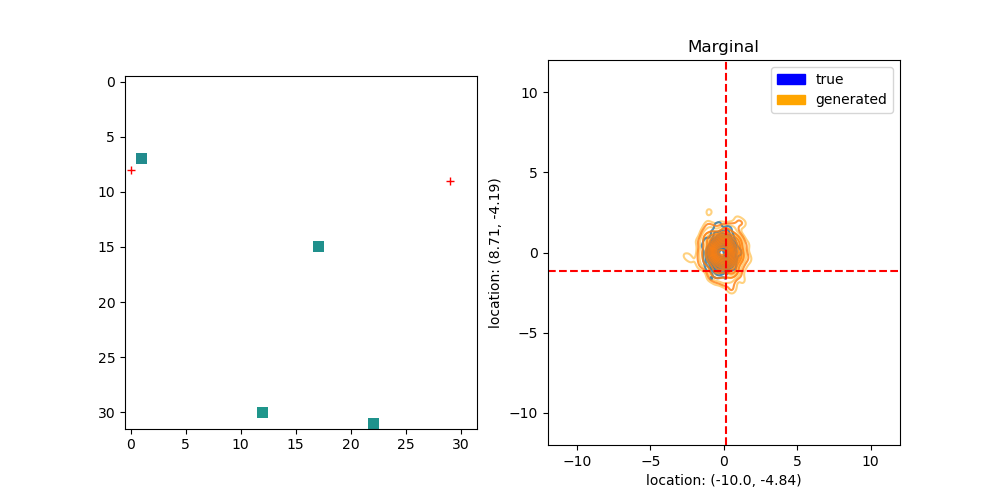 Marginal
0
5
10
15
20
25
30
0 5 10 15 20 25 30
location: (8.71, -4.19)
10
5
0
−5
−10
true
generated
−10 −5 0 5 10
location: (-10.0, -4.84)